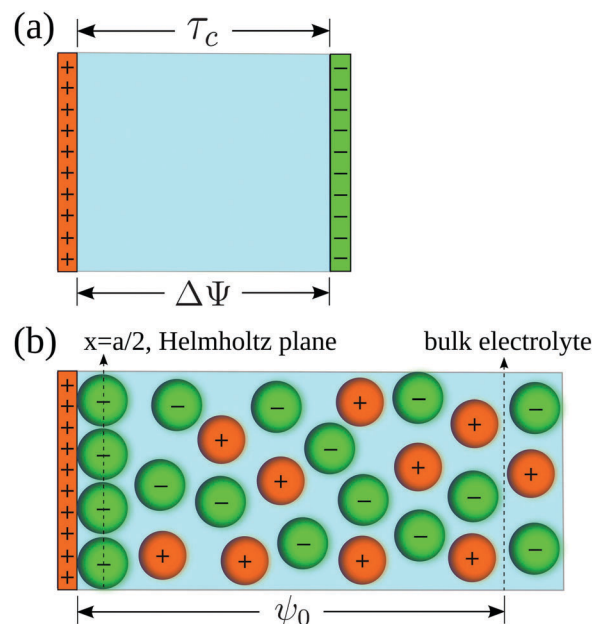 (a)
τc
+ + + + + + + + + +
− − − − − − − − − −
ΔΨ
(b)
x=a/2, Helmholtz plane
bulk electrolyte
ψ0